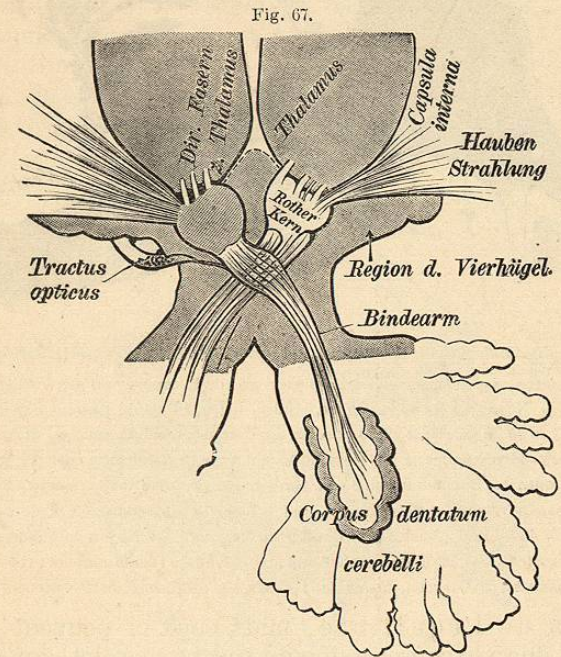 Fig. 67.
Dir. Fasern
z. Thalamus
Thalamus
Capsula
interna
Hauben
Strahlung
Rother
Kern
Tractus
opticus
Region d. Vierhügel.
Bindearm
Corpus dentatum
cerebelli